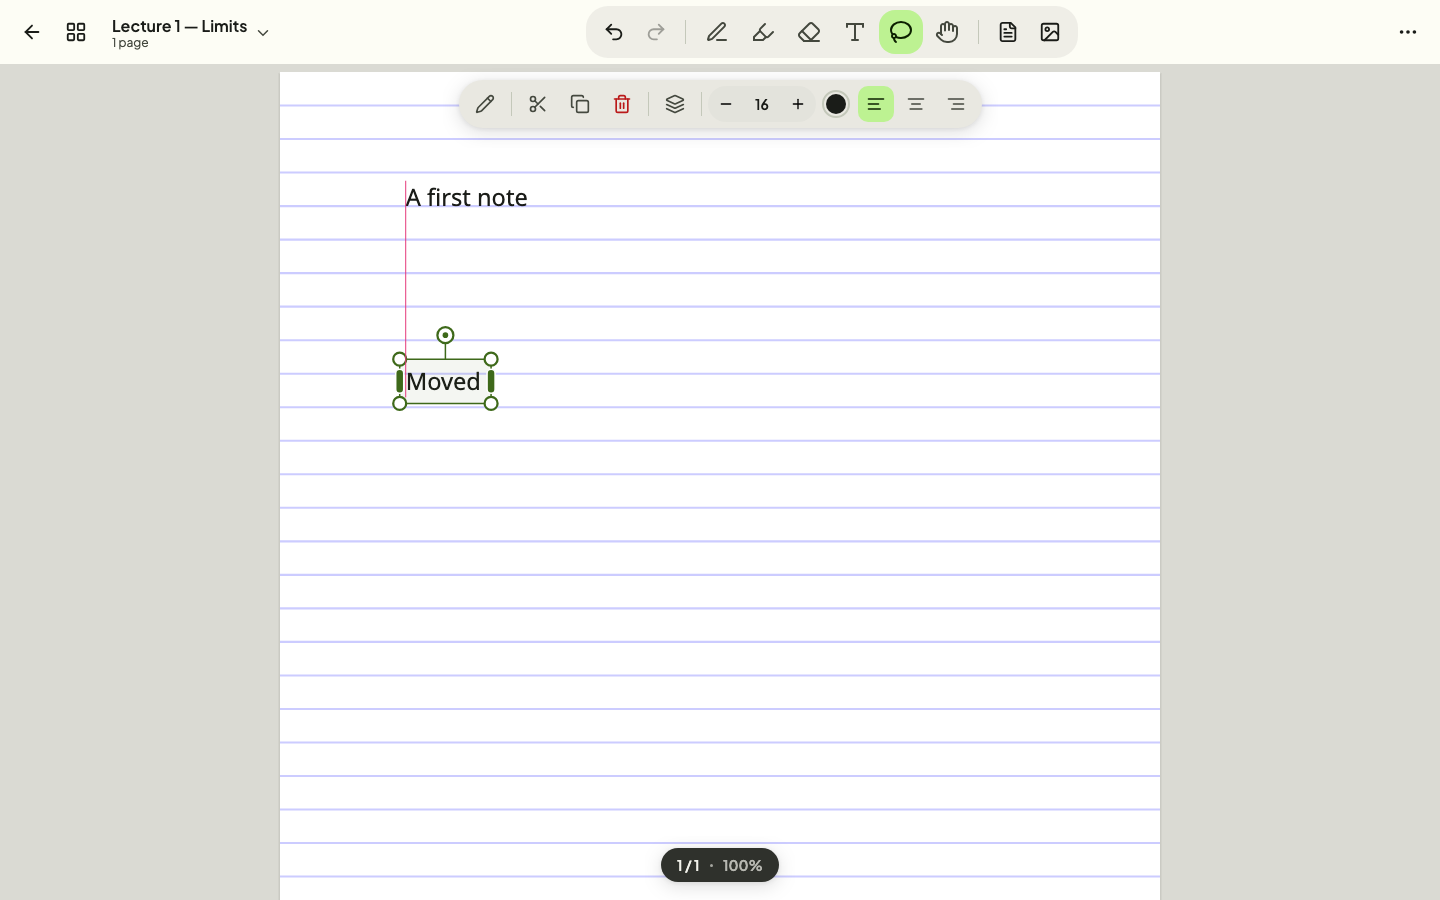 Lecture 1 — Limits
1 page
16
A first note
Moved
1 / 1 · 100%